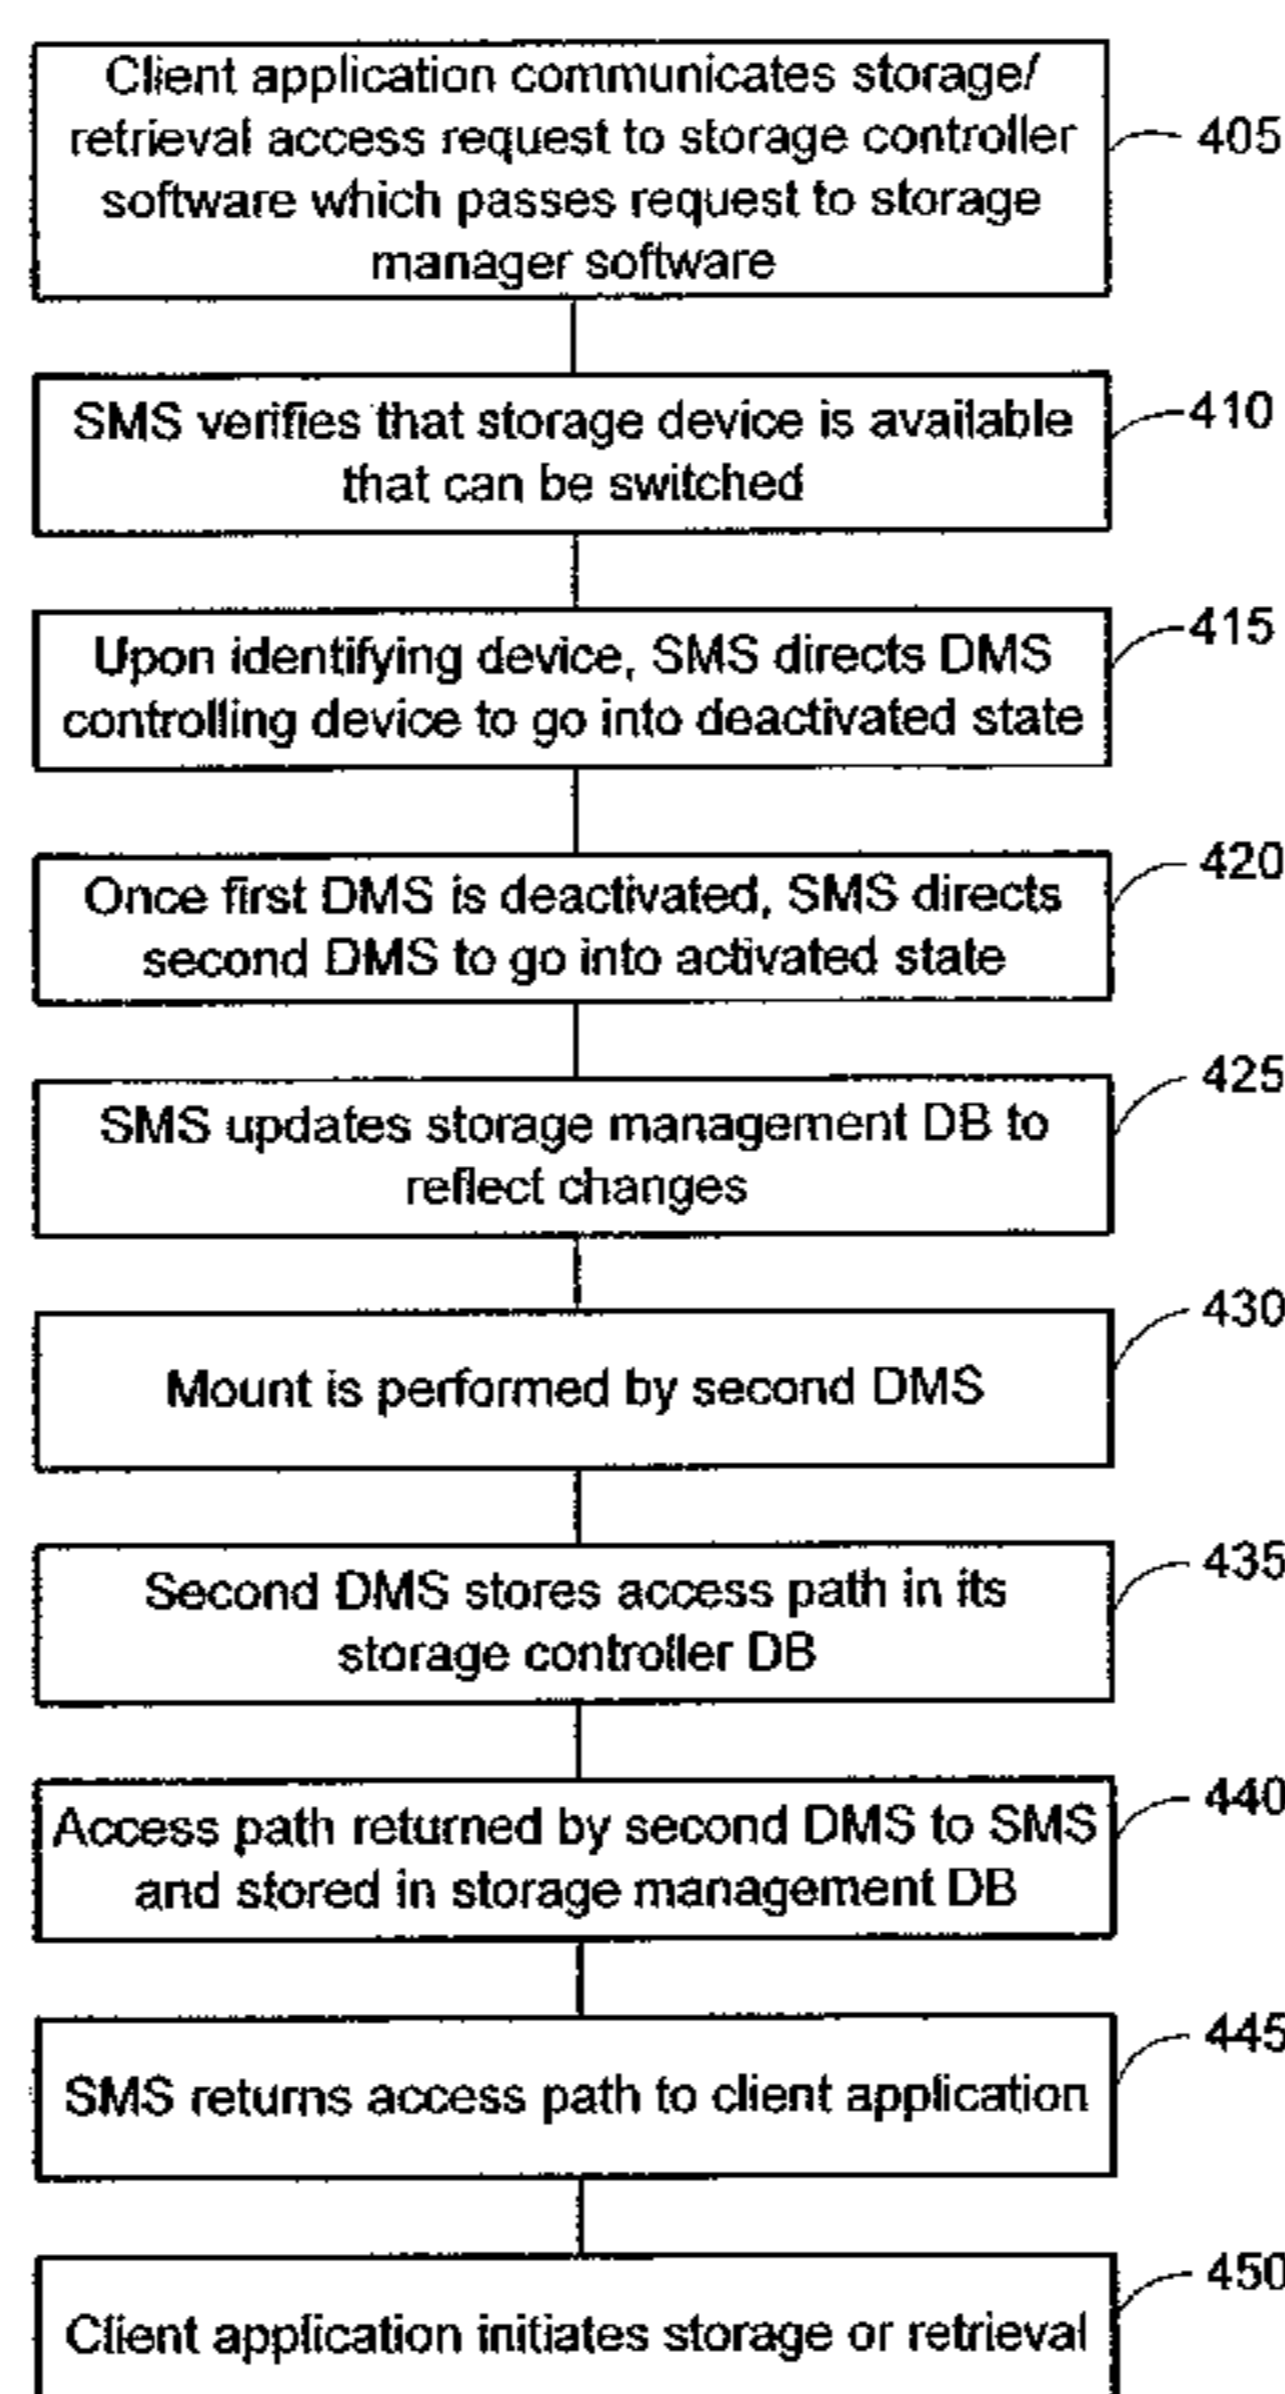 Client application communicates storage/
retrieval access request to storage controller
software which passes request to storage
manager software
405
SMS verifies that storage device is available
that can be switched
410
Upon identifying device, SMS directs DMS
controlling device to go into deactivated state
415
Once first DMS is deactivated, SMS directs
second DMS to go into activated state
420
SMS updates storage management DB to
reflect changes
425
Mount is performed by second DMS
430
Second DMS stores access path in its
storage controller DB
435
Access path returned by second DMS to SMS
and stored in storage management DB
440
SMS returns access path to client application
445
Client application initiates storage or retrieval
450